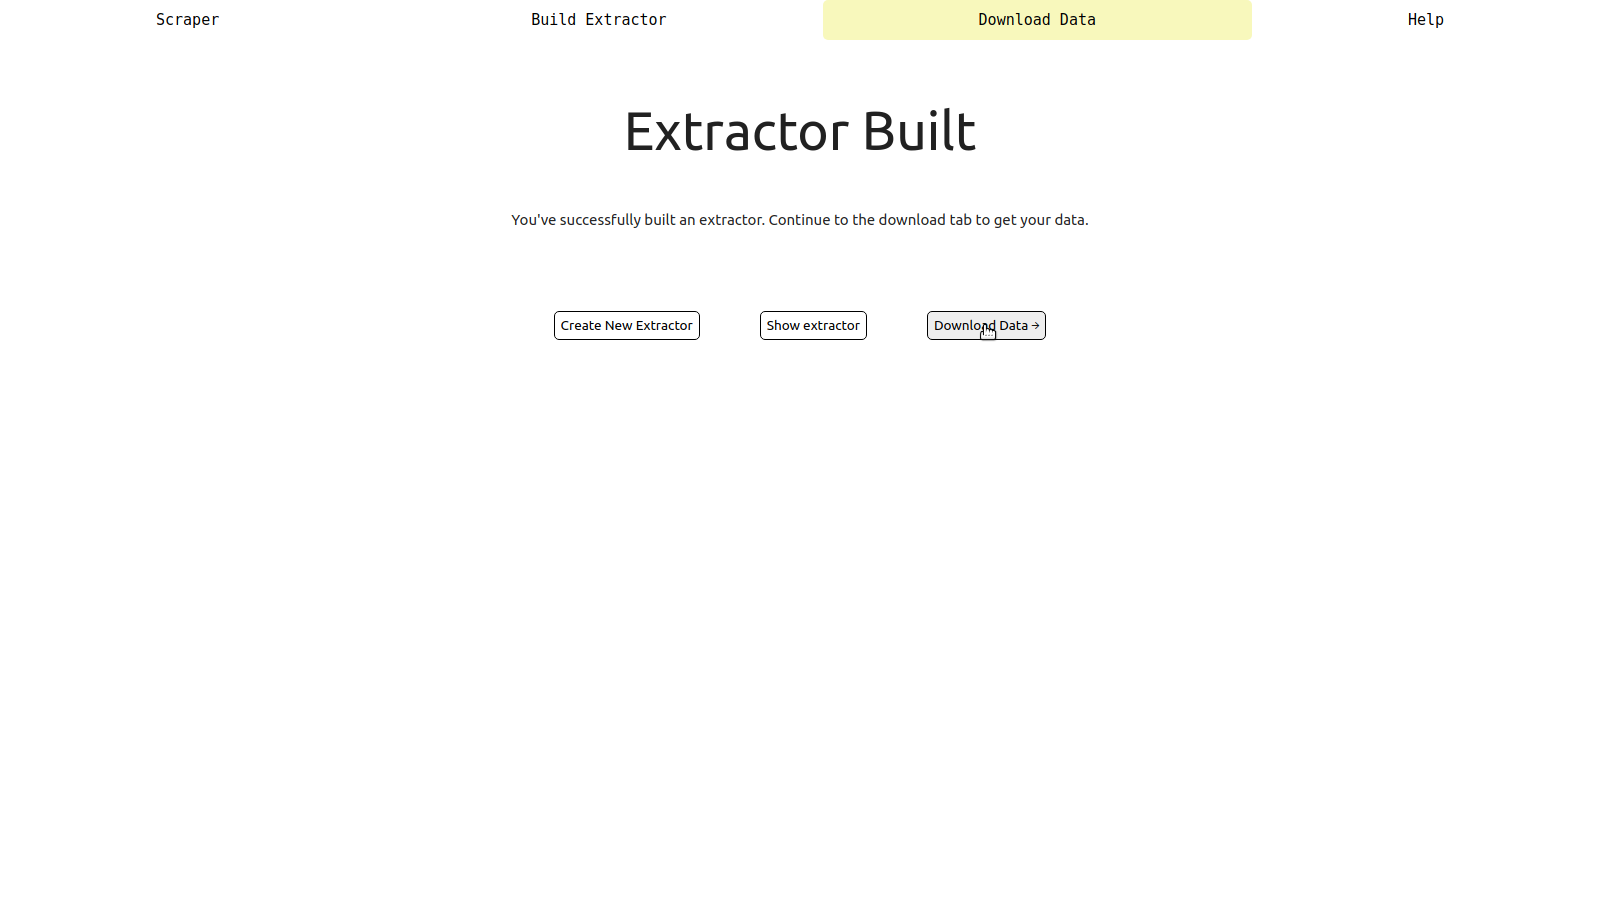 Scraper
Build Extractor
Download Data
Help
Extractor Built
You've successfully built an extractor. Continue to the download tab to get your data.
Create New Extractor
Show extractor
Download Data →